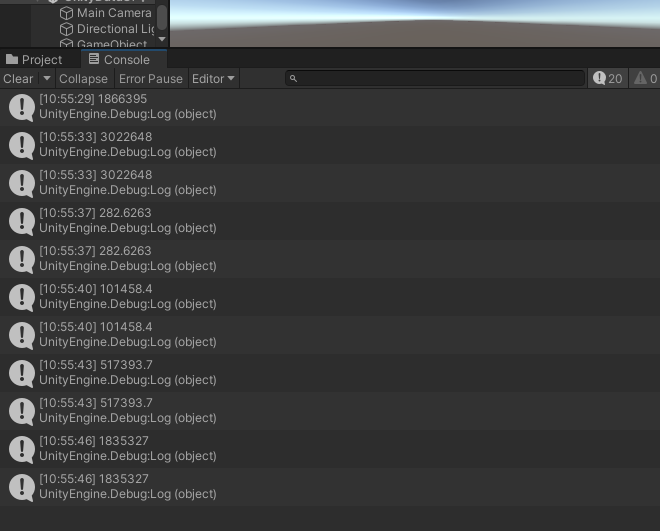 Main Camera
Directional Lig
GameObject
Project
Console
Clear Collapse Error Pause Editor 20 0
[10:55:29] 1866395
UnityEngine.Debug:Log (object)
[10:55:33] 3022648
UnityEngine.Debug:Log (object)
[10:55:33] 3022648
UnityEngine.Debug:Log (object)
[10:55:37] 282.6263
UnityEngine.Debug:Log (object)
[10:55:37] 282.6263
UnityEngine.Debug:Log (object)
[10:55:40] 101458.4
UnityEngine.Debug:Log (object)
[10:55:40] 101458.4
UnityEngine.Debug:Log (object)
[10:55:43] 517393.7
UnityEngine.Debug:Log (object)
[10:55:43] 517393.7
UnityEngine.Debug:Log (object)
[10:55:46] 1835327
UnityEngine.Debug:Log (object)
[10:55:46] 1835327
UnityEngine.Debug:Log (object)